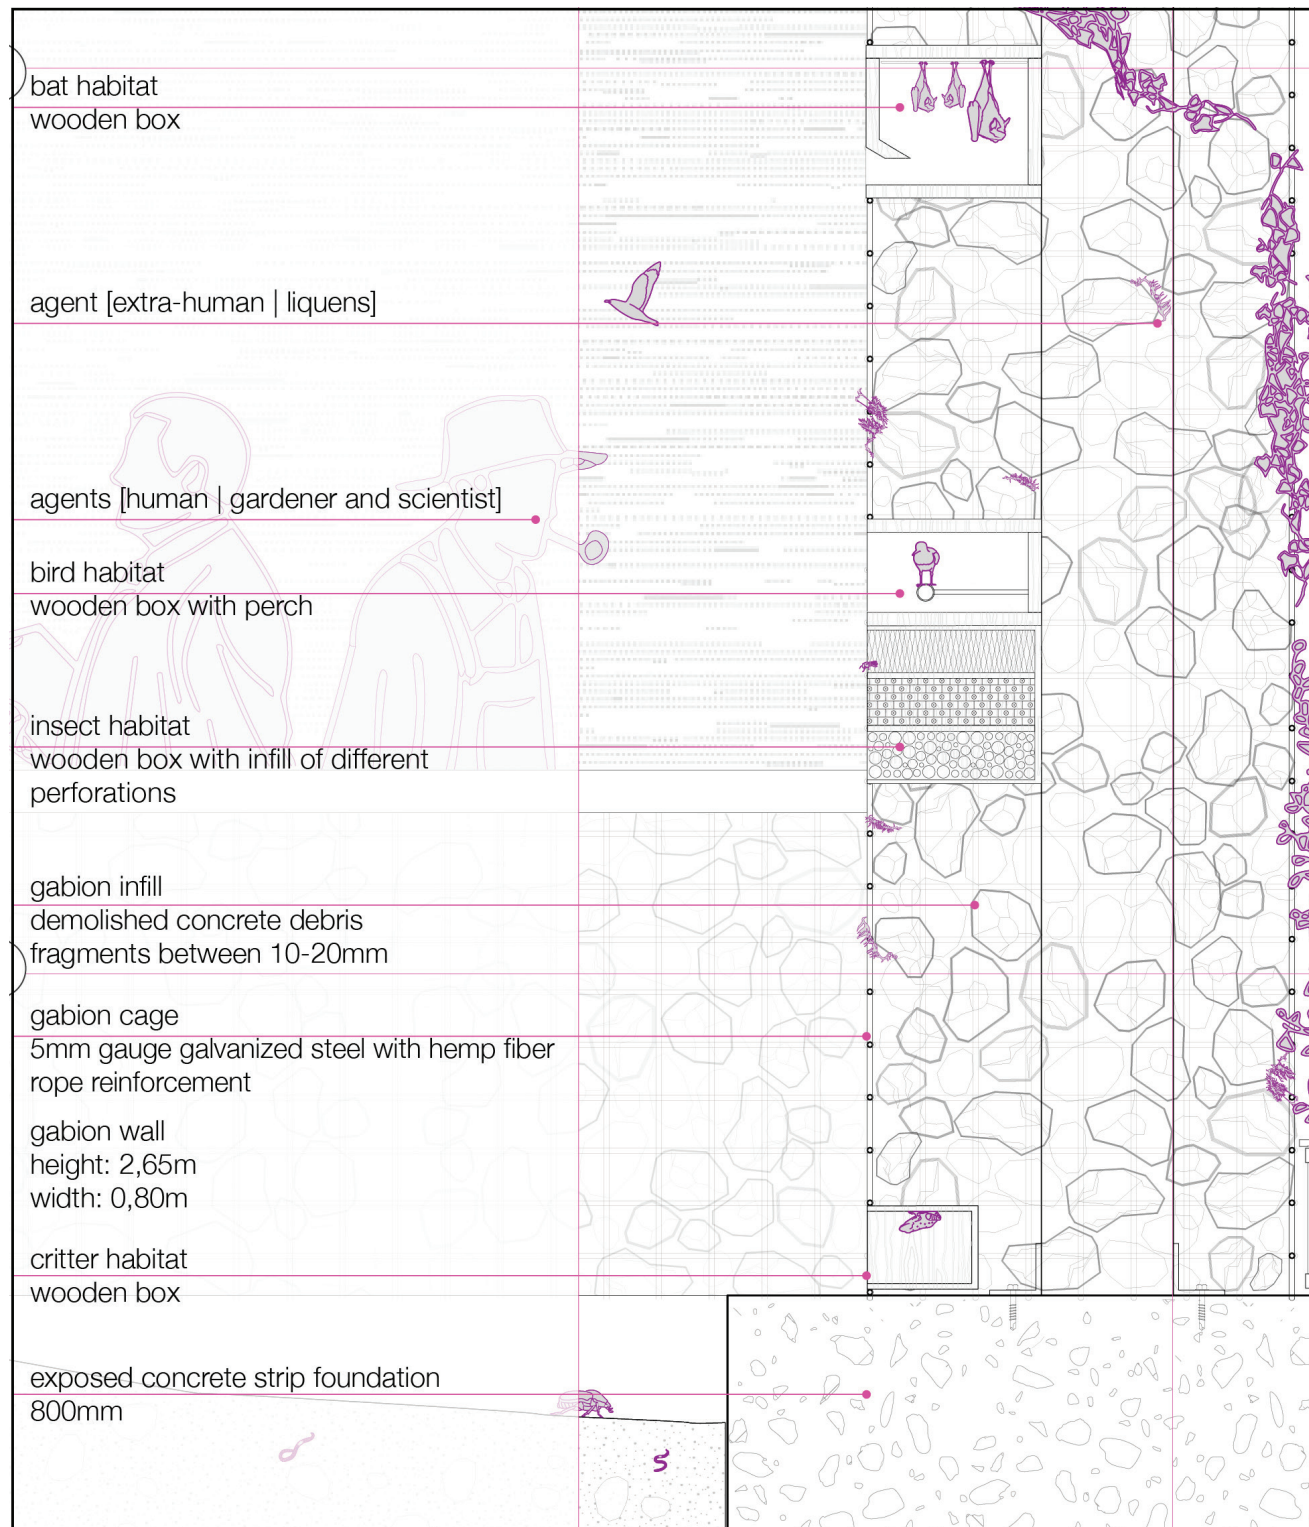 bat habitat
wooden box
agent [extra-human | liquens]
agents [human | gardener and scientist]
bird habitat
wooden box with perch
insect habitat
wooden box with infill of different
perforations
gabion infill
demolished concrete debris
fragments between 10-20mm
gabion cage
5mm gauge galvanized steel with hemp fiber
rope reinforcement
gabion wall
height: 2,65m
width: 0,80m
critter habitat
wooden box
exposed concrete strip foundation
800mm